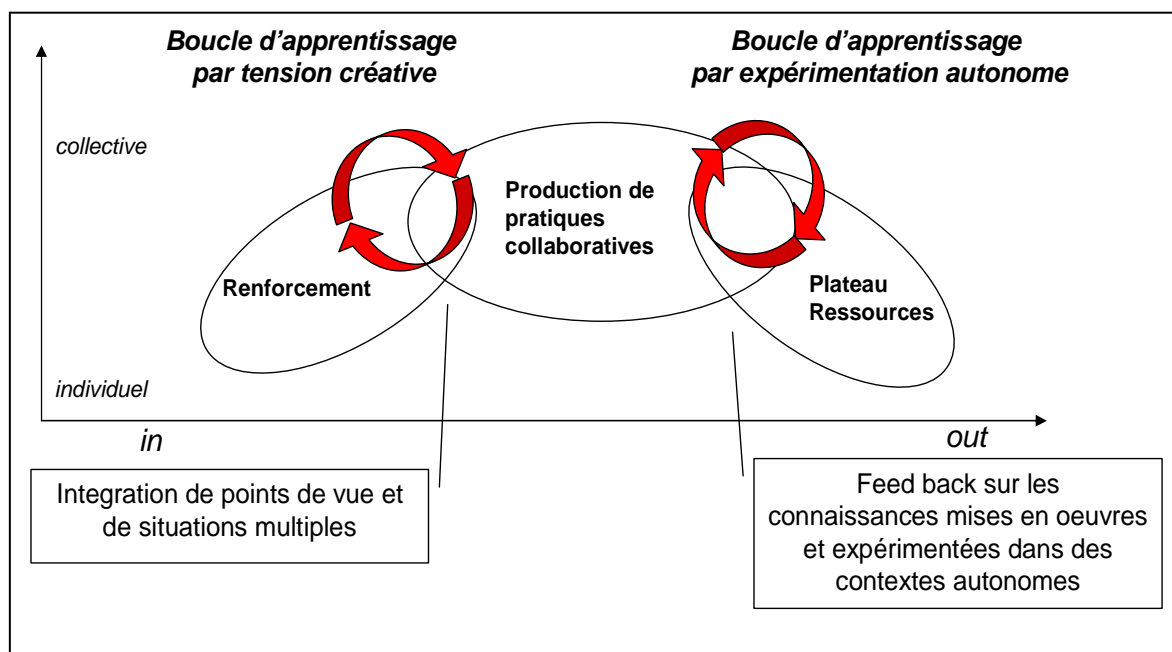 Boucle d'apprentissage
par tension créative
Boucle d'apprentissage
par expérimentation autonome
collective
Production de
pratiques
collaboratives
Renforcement
Plateau
Ressources
individuel
in
out
Integration de points de vue et
de situations multiples
Feed back sur les
connaissances mises en oeuvres
et expérimentées dans des
contextes autonomes